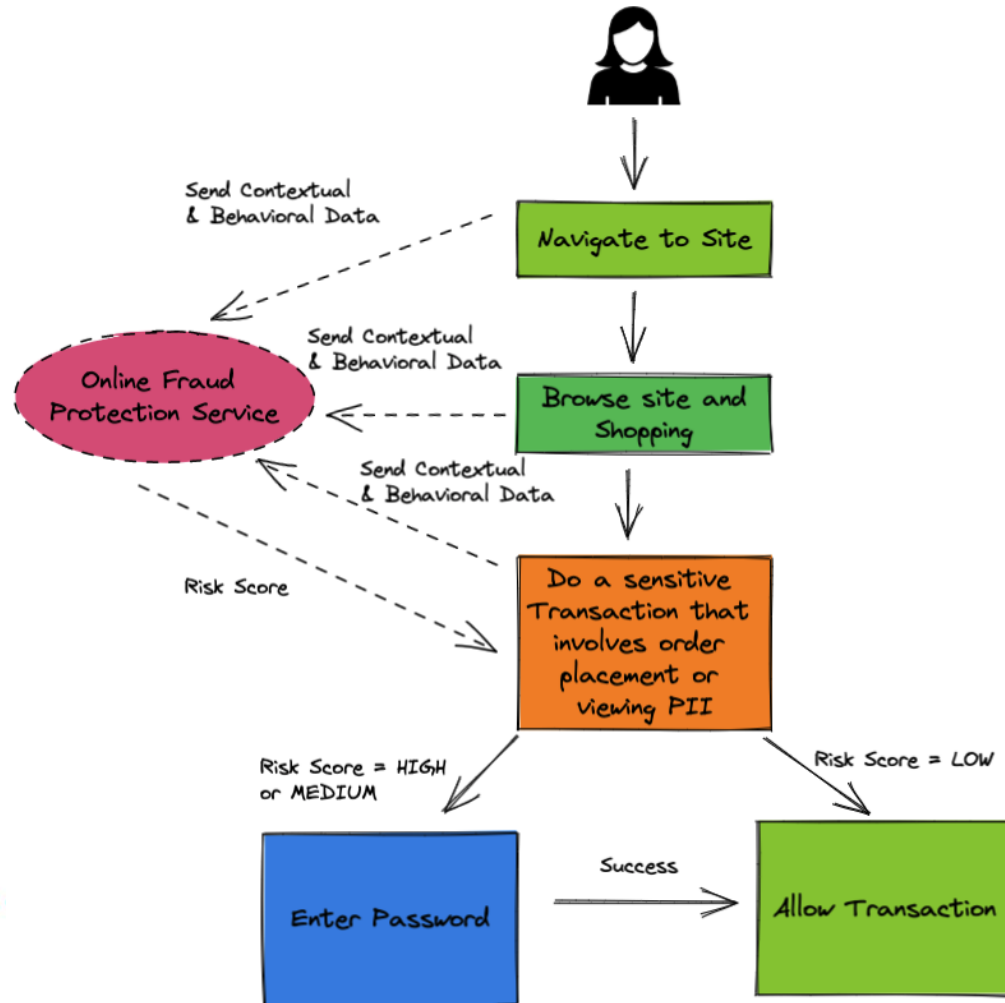 Send Contextual
& Behavioral Data
Navigate to Site
Send Contextual
& Behavioral Data
Online Fraud
Protection Service
Browse site and
Shopping
Send Contextual
& Behavioral Data
Risk Score
Do a sensitive
Transaction that
involves order
placement or
viewing PII
Risk Score = HIGH
or MEDIUM
Risk Score = LOW
Enter Password
Success
Allow Transaction